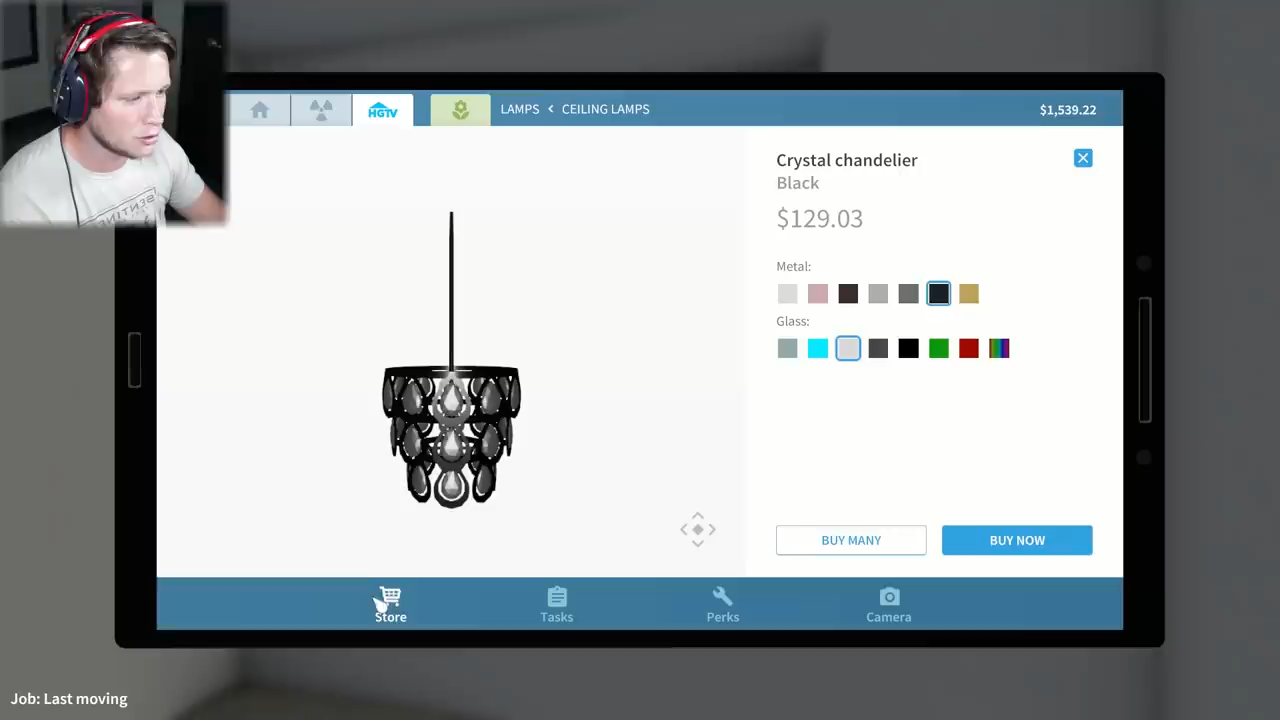 HGTV
LAMPS < CEILING LAMPS
$1,539.22
Crystal chandelier
Black
$129.03
Metal:
Glass:
BUY MANY
BUY NOW
Store
Tasks
Perks
Camera
Job: Last moving